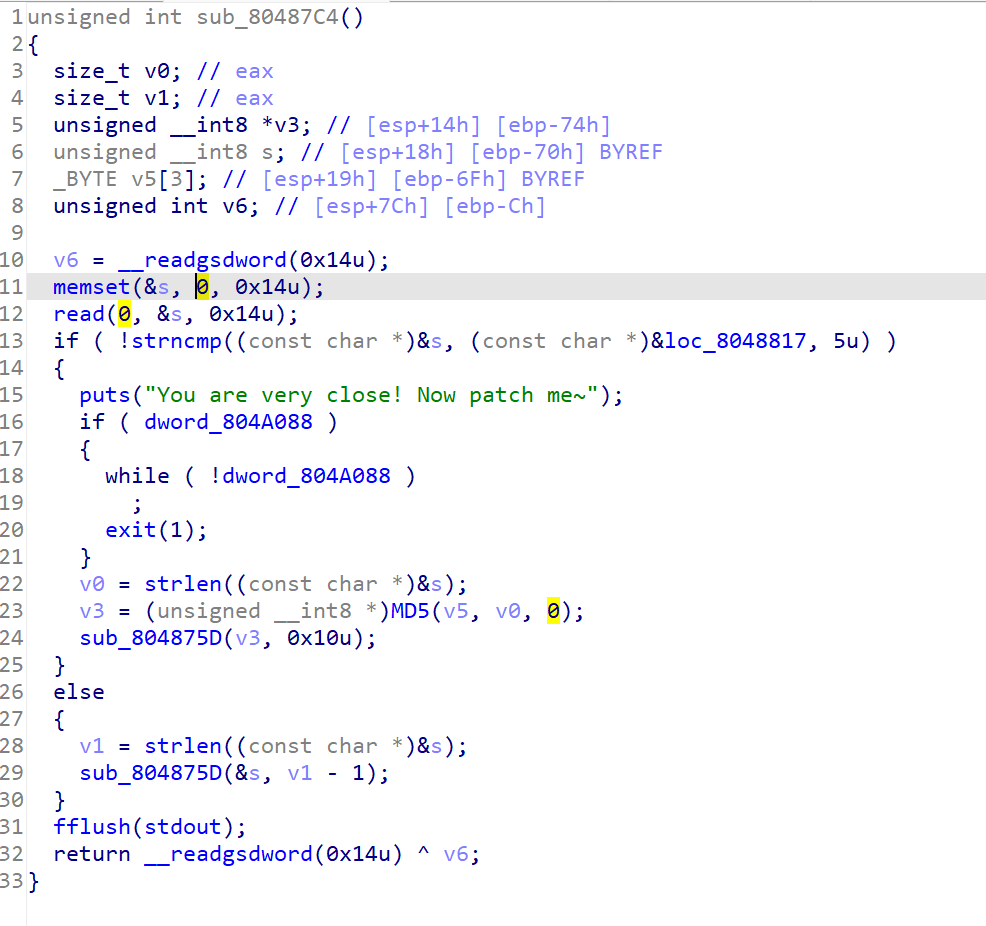 1 unsigned int sub_80487C4()
2 {
3   size_t v0; // eax
4   size_t v1; // eax
5   unsigned __int8 *v3; // [esp+14h] [ebp-74h]
6   unsigned __int8 s; // [esp+18h] [ebp-70h] BYREF
7   _BYTE v5[3]; // [esp+19h] [ebp-6Fh] BYREF
8   unsigned int v6; // [esp+7Ch] [ebp-Ch]
9
10   v6 = __readgsdword(0x14u);
11   memset(&s, 0, 0x14u);
12   read(0, &s, 0x14u);
13   if ( !strncmp((const char *)&s, (const char *)&loc_8048817, 5u) )
14   {
15     puts("You are very close! Now patch me~");
16     if ( dword_804A088 )
17     {
18       while ( !dword_804A088 )
19         ;
20       exit(1);
21     }
22     v0 = strlen((const char *)&s);
23     v3 = (unsigned __int8 *)MD5(v5, v0, 0);
24     sub_804875D(v3, 0x10u);
25   }
26   else
27   {
28     v1 = strlen((const char *)&s);
29     sub_804875D(&s, v1 - 1);
30   }
31   fflush(stdout);
32   return __readgsdword(0x14u) ^ v6;
33 }